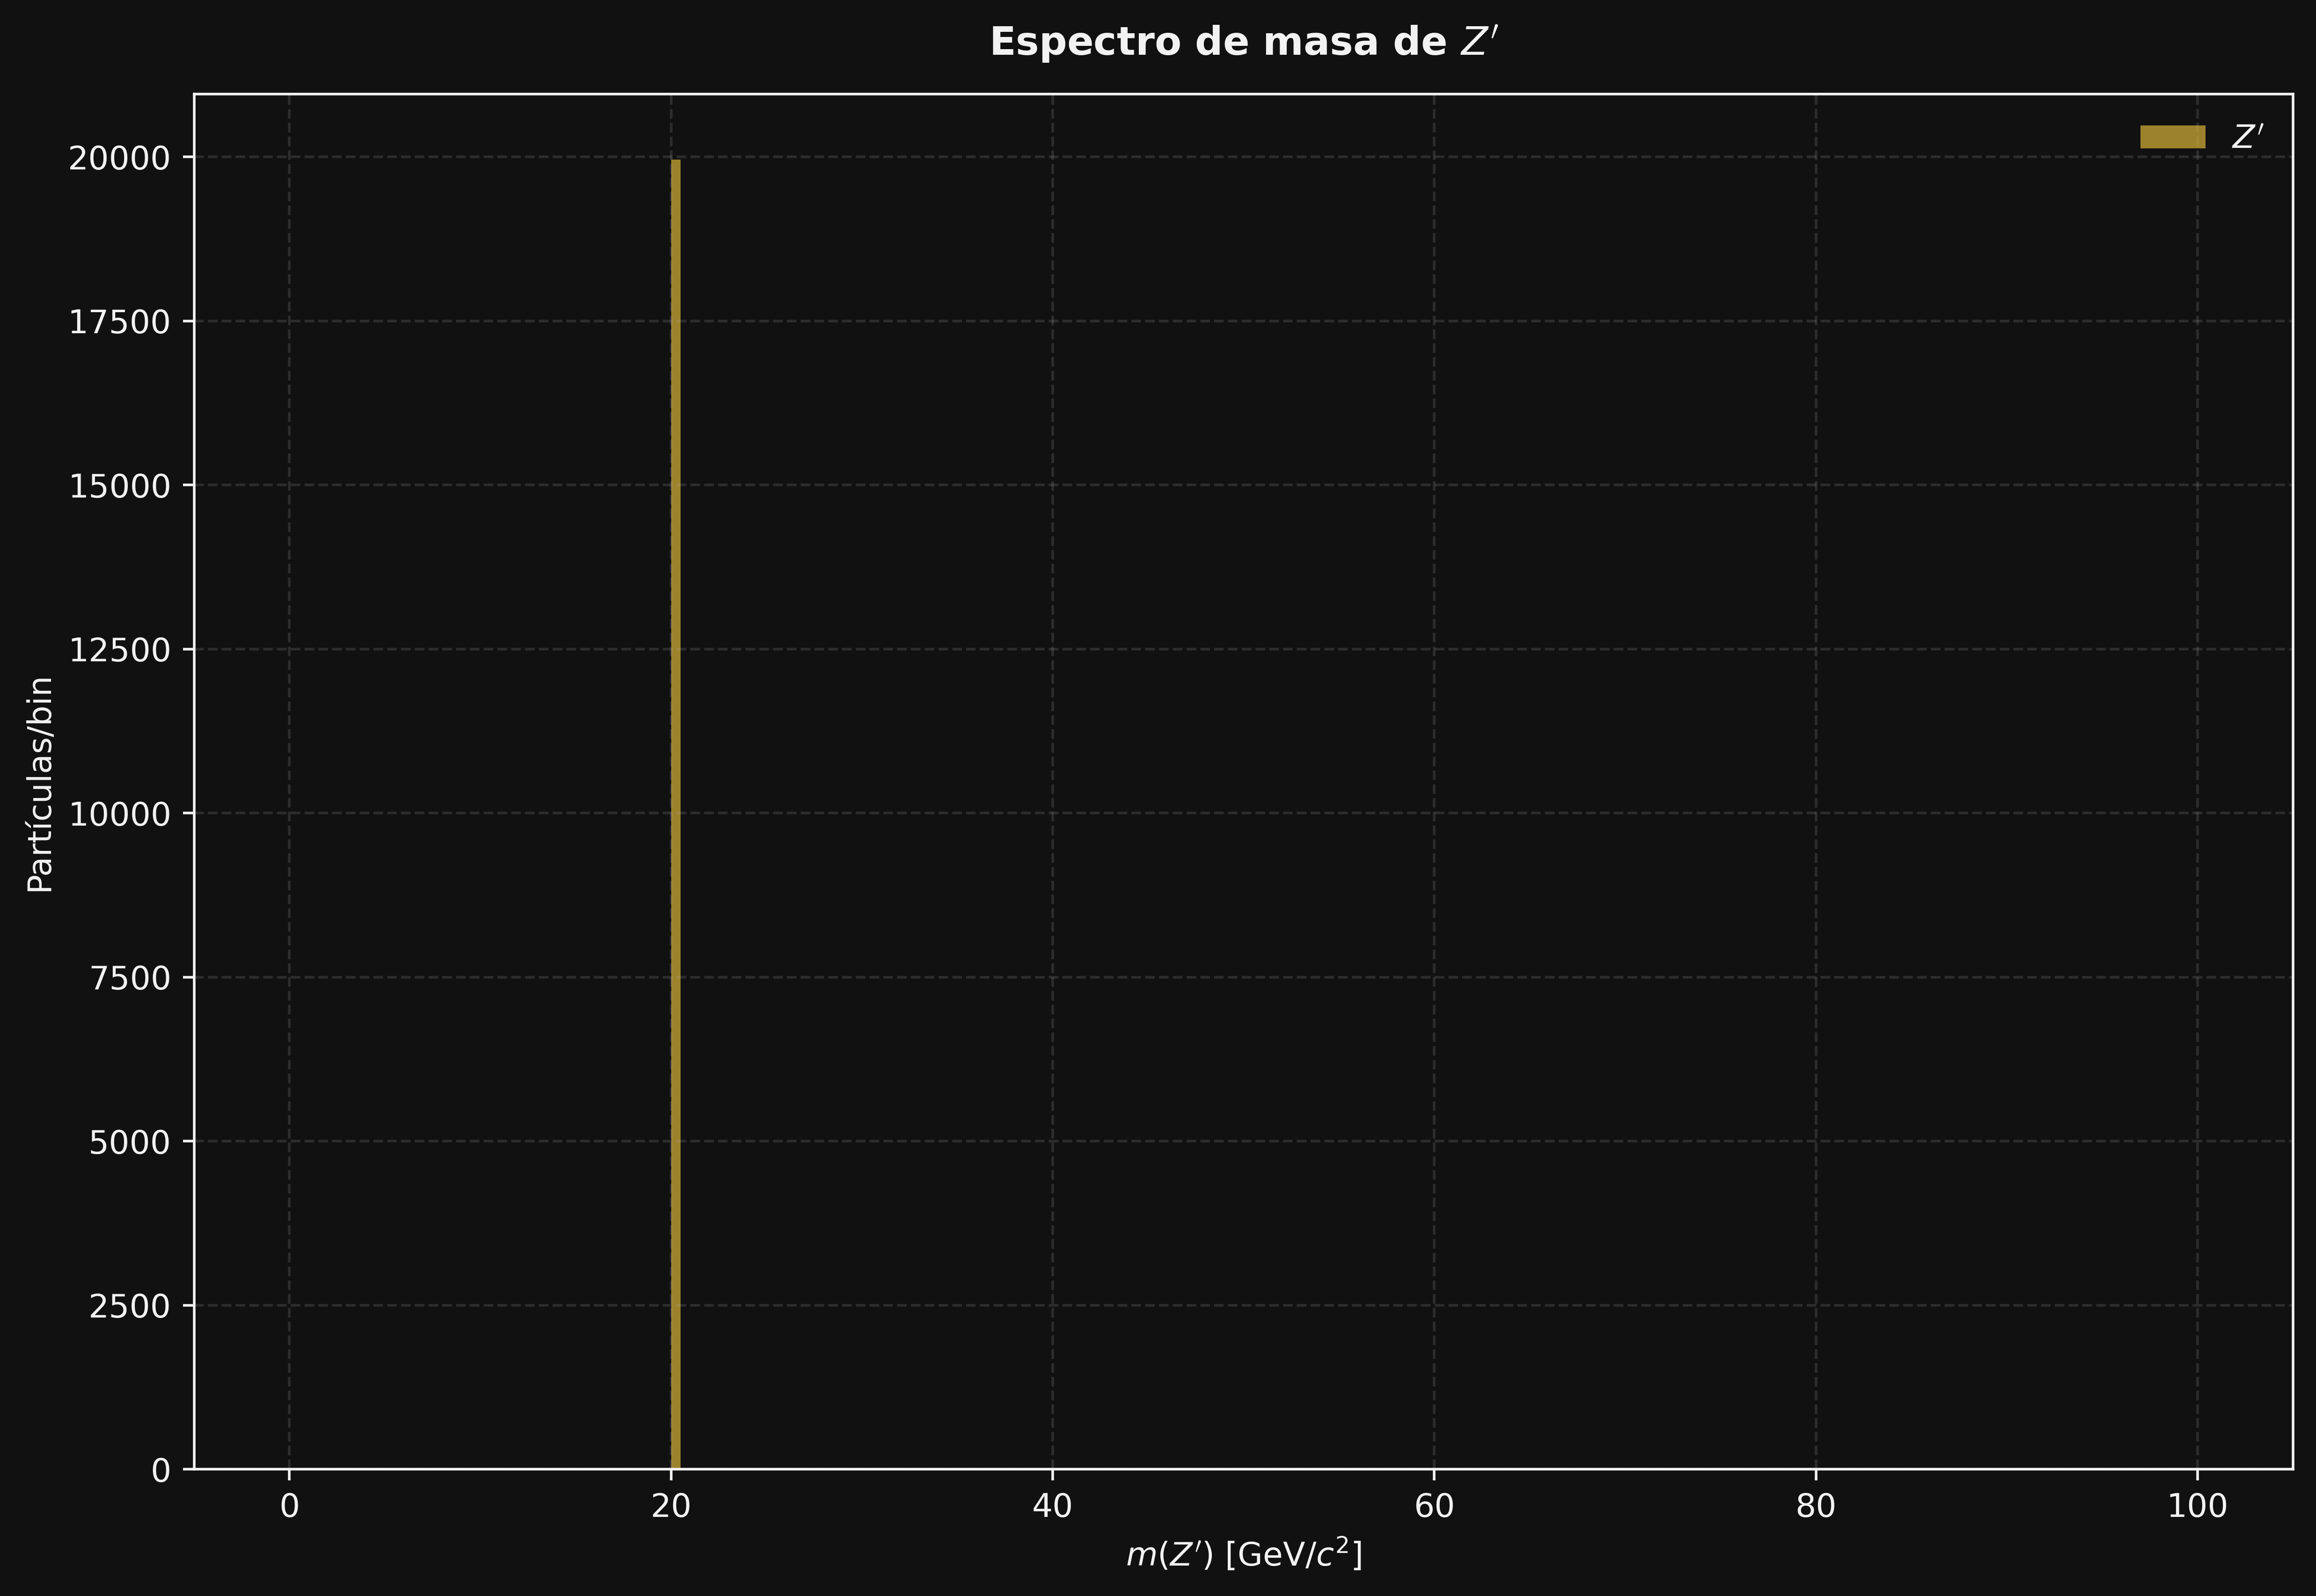 Espectro de masa de Z′
Z′
20000
17500
15000
12500
10000
7500
5000
2500
0
Partículas/bin
0 20 40 60 80 100
m(Z′) [GeV/c²]